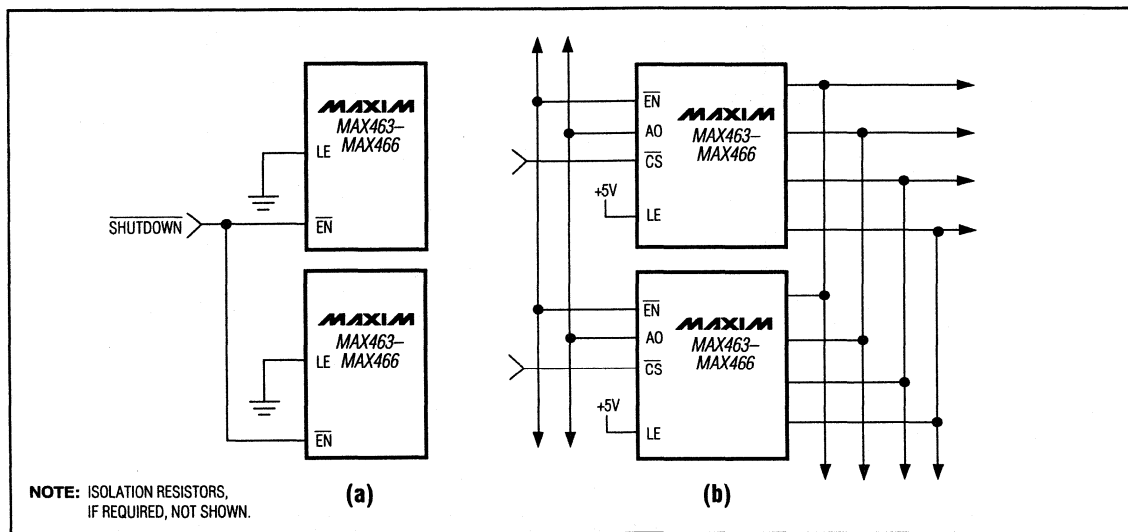 MAXIM
MAX463–
MAX466
LE
SHUTDOWN
EN
MAXIM
MAX463–
MAX466
LE
EN
(a)
NOTE: ISOLATION RESISTORS,
IF REQUIRED, NOT SHOWN.
EN
MAXIM
AO
MAX463–
MAX466
CS
+5V
LE
EN
MAXIM
AO
MAX463–
MAX466
CS
+5V
LE
(b)